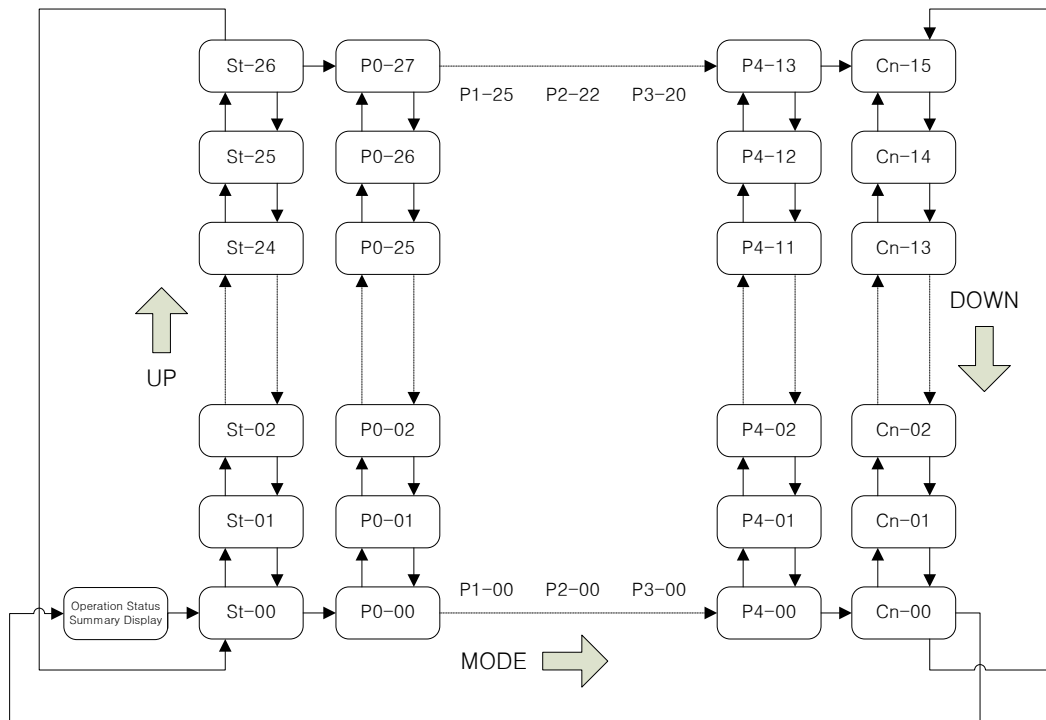 St-26 P0-27 P4-13 Cn-15
P1-25 P2-22 P3-20
St-25 P0-26 P4-12 Cn-14
St-24 P0-25 P4-11 Cn-13
DOWN
UP
St-02 P0-02 P4-02 Cn-02
St-01 P0-01 P4-01 Cn-01
P1-00 P2-00 P3-00
Operation Status
Summary Display
St-00 P0-00 P4-00 Cn-00
MODE